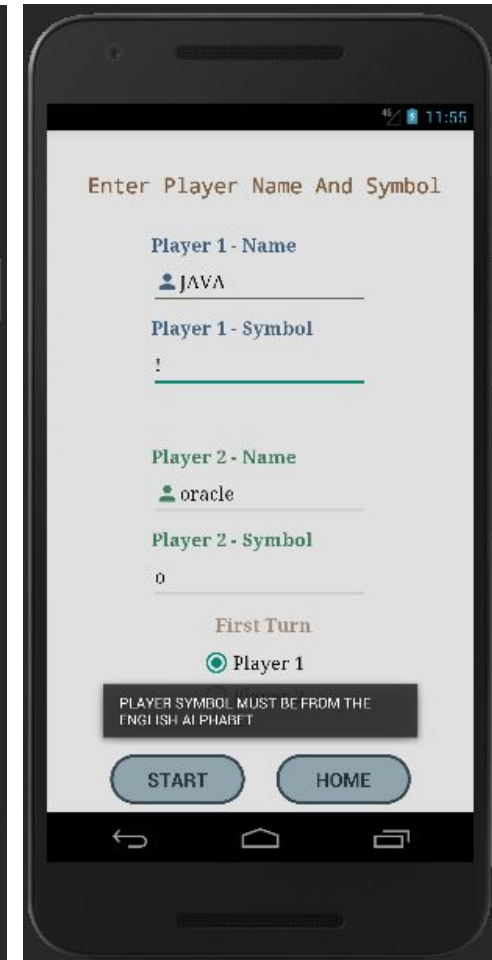 11:55
Enter Player Name And Symbol
Player 1 - Name
JAVA
Player 1 - Symbol
!
Player 2 - Name
oracle
Player 2 - Symbol
o
First Turn
Player 1
PLAYER SYMBOL MUST BE FROM THE
ENGLISH ALPHABET
START HOME